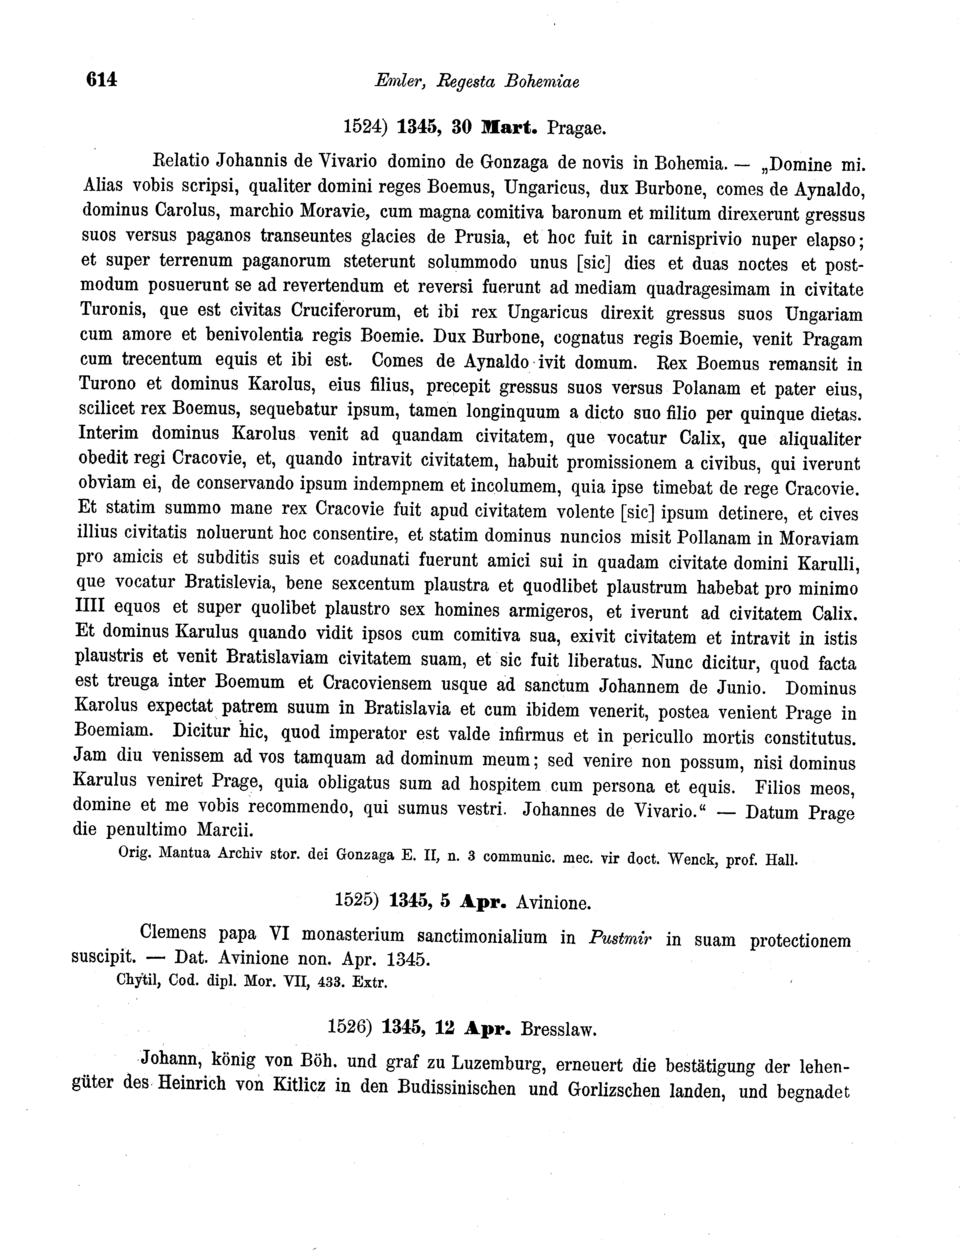 614 Emler, Regesta Bohemiae
1524) 1345, 30 Mart. Pragae.
Relatio Johannis de Vivario domino de Gonzaga de novis in Bohemia. — „Domine mi.
Alias vobis scripsi, qualiter domini reges Boemus, Ungaricus, dux Burbone, comes de Aynaldo,
dominus Carolus, marchio Moravie, cum magna comitiva baronum et militum direxerunt gressus
suos versus paganos transeuntes glacies de Prusia, et hoc fuit in carnisprivio nuper elapso;
et super terrenum paganorum steterunt solummodo unus [sic] dies et duas noctes et post-
modum posuerunt se ad revertendum et reversi fuerunt ad mediam quadragesimam in civitate
Turonis, que est civitas Cruciferorum, et ibi rex Ungaricus direxit gressus suos Ungariam
cum amore et benivolentia regis Boemie. Dux Burbone, cognatus regis Boemie, venit Pragam
cum trecentum equis et ibi est. Comes de Aynaldo ivit domum. Rex Boemus remansit in
Turono et dominus Karolus, eius filius, precepit gressus suos versus Polanam et pater eius,
scilicet rex Boemus, sequebatur ipsum, tamen longinquum a dicto suo filio per quinque dietas.
Interim dominus Karolus venit ad quandam civitatem, que vocatur Calix, que aliqualiter
obedit regi Cracovie, et, quando intravit civitatem, habuit promissionem a civibus, qui iverunt
obviam ei, de conservando ipsum indempnem et incolumem, quia ipse timebat de rege Cracovie.
Et statim summo mane rex Cracovie fuit apud civitatem volente [sic] ipsum detinere, et cives
illius civitatis noluerunt hoc consentire, et statim dominus nuncios misit Pollanam in Moraviam
pro amicis et subditis suis et coadunati fuerunt amici sui in quadam civitate domini Karulli,
que vocatur Bratislevia, bene sexcentum plaustra et quodlibet plaustrum habebat pro minimo
IIII equos et super quolibet plaustro sex homines armigeros, et iverunt ad civitatem Calix.
Et dominus Karulus quando vidit ipsos cum comitiva sua, exivit civitatem et intravit in istis
plaustris et venit Bratislaviam civitatem suam, et sic fuit liberatus. Nunc dicitur, quod facta
est treuga inter Boemum et Cracoviensem usque ad sanctum Johannem de Junio. Dominus
Karolus expectat patrem suum in Bratislavia et cum ibidem venerit, postea venient Prage in
Boemiam. Dicitur hic, quod imperator est valde infirmus et in pericullo mortis constitutus.
Jam diu venissem ad vos tamquam ad dominum meum; sed venire non possum, nisi dominus
Karulus veniret Prage, quia obligatus sum ad hospitem cum persona et equis. Filios meos,
domine et me vobis recommendo, qui sumus vestri. Johannes de Vivario.“ — Datum Prage
die penultimo Marcii.
Orig. Mantua Archiv stor. dei Gonzaga E. II, n. 3 communic. mec. vir doct. Wenck, prof. Hall.
1525) 1345, 5 Apr. Avinione.
Clemens papa VI monasterium sanctimonialium in Pustmir in suam protectionem
suscipit. — Dat. Avinione non. Apr. 1345.
Chytil, Cod. dipl. Mor. VII, 433. Extr.
1526) 1345, 12 Apr. Bresslaw.
Johann, könig von Böh. und graf zu Luzemburg, erneuert die bestätigung der lehen-
güter des Heinrich von Kitlicz in den Budissinischen und Gorlizschen landen, und begnadet